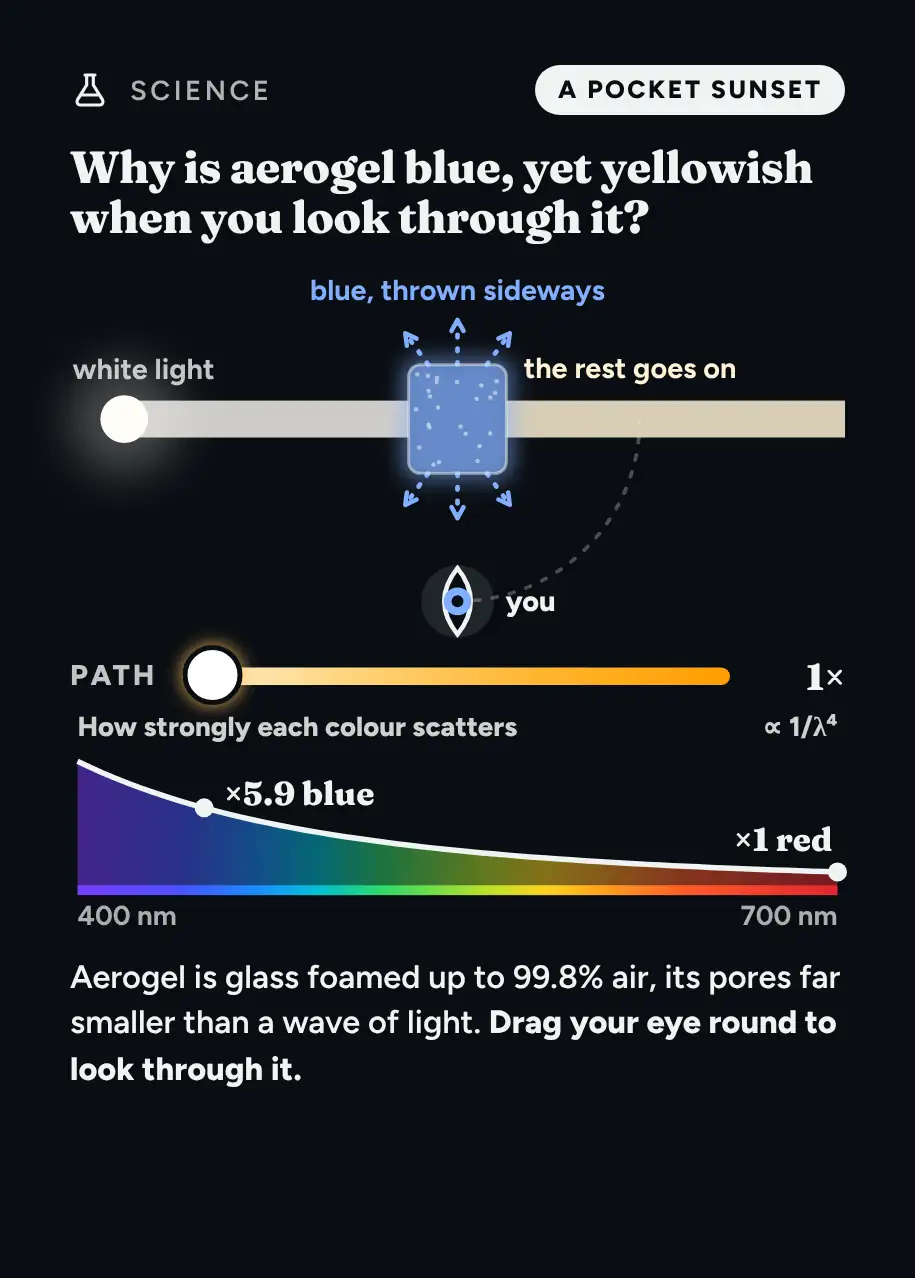 SCIENCE
A POCKET SUNSET
Why is aerogel blue, yet yellowish
when you look through it?
blue, thrown sideways
white light
the rest goes on
you
PATH
1×
How strongly each colour scatters
∝ 1/λ⁴
×5.9 blue
×1 red
400 nm
700 nm
Aerogel is glass foamed up to 99.8% air, its pores far
smaller than a wave of light. Drag your eye round to
look through it.